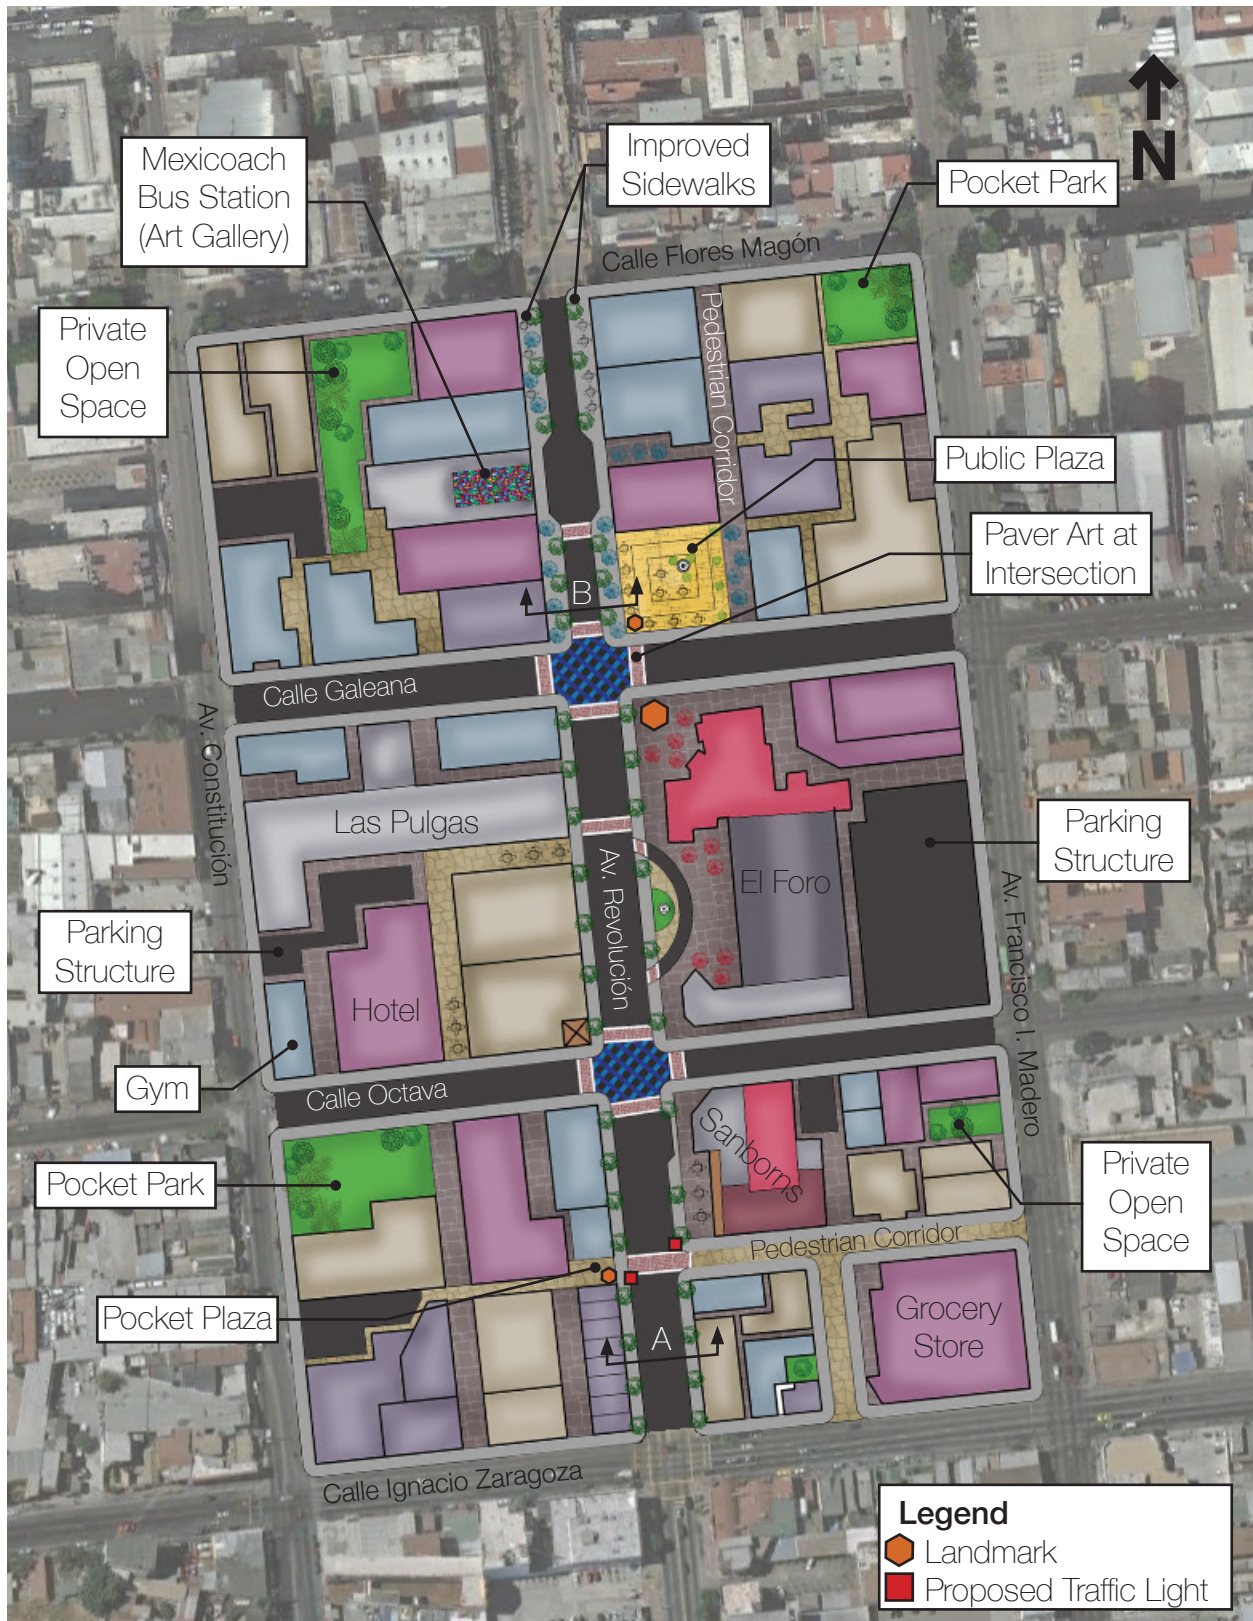 N
Mexicoach
Bus Station
(Art Gallery)
Improved
Sidewalks
Pocket Park
Calle Flores Magón
Private
Open
Space
Pedestrian Corridor
Public Plaza
Paver Art at
Intersection
B
Calle Galeana
Av. Constitución
Las Pulgas
Av. Revolución
El Foro
Parking
Structure
Av. Francisco I. Madero
Parking
Structure
Hotel
Gym
Calle Octava
Sanborns
Pocket Park
Private
Open
Space
Pedestrian Corridor
Pocket Plaza
A
Grocery
Store
Calle Ignacio Zaragoza
Legend
Landmark
Proposed Traffic Light